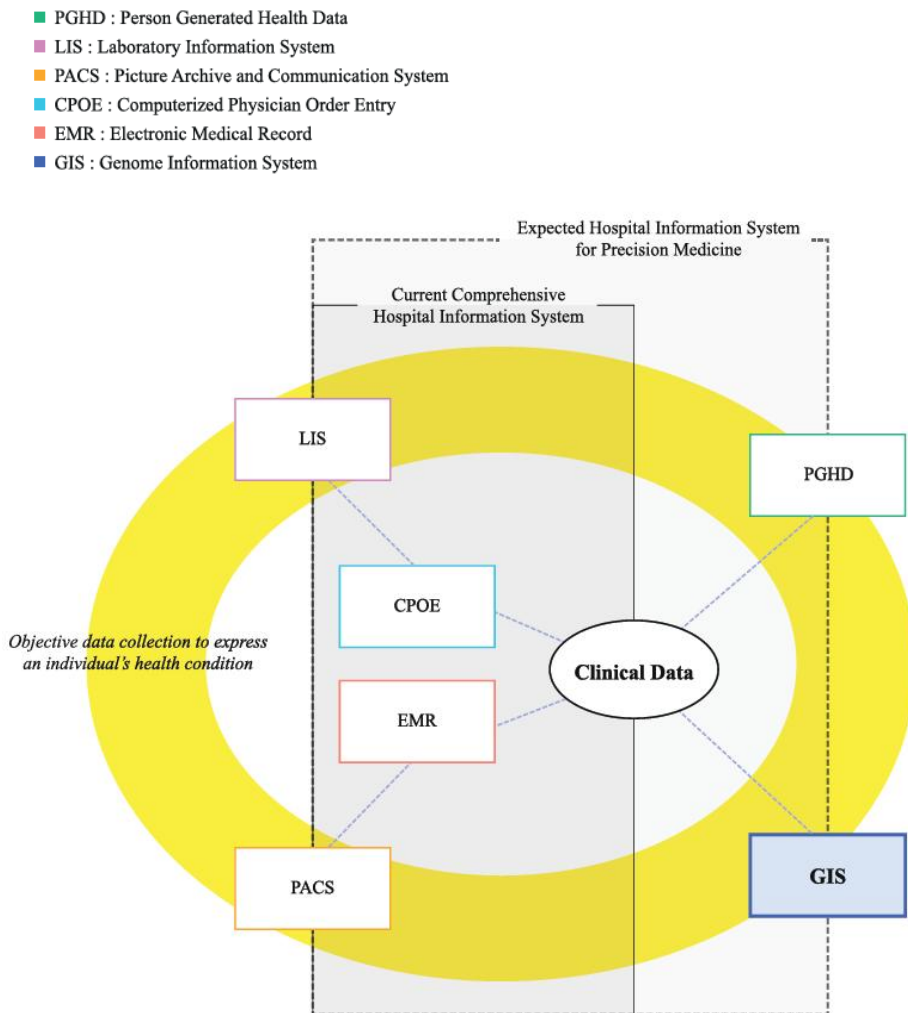 PGHD : Person Generated Health Data
LIS : Laboratory Information System
PACS : Picture Archive and Communication System
CPOE : Computerized Physician Order Entry
EMR : Electronic Medical Record
GIS : Genome Information System
Expected Hospital Information System
for Precision Medicine
Current Comprehensive
Hospital Information System
LIS
PGHD
CPOE
Objective data collection to express
an individual's health condition
Clinical Data
EMR
PACS
GIS